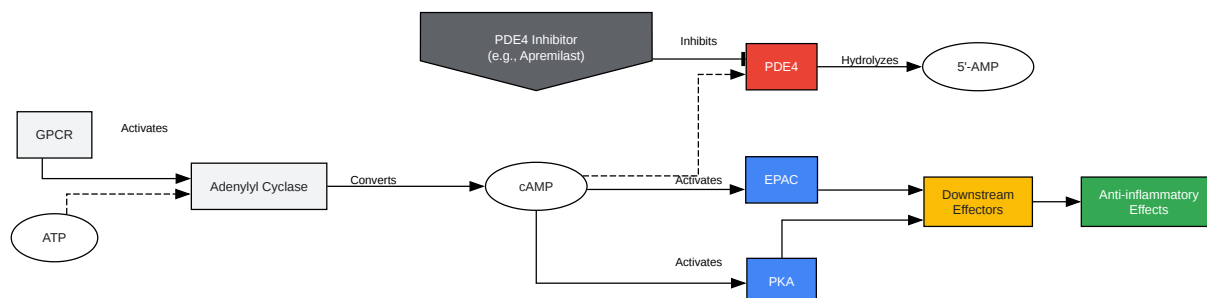 PDE4 Inhibitor
(e.g., Apremilast)
Inhibits
PDE4
Hydrolyzes
5'-AMP
GPCR
Activates
Adenylyl Cyclase
Converts
cAMP
Activates
EPAC
Downstream
Effectors
Anti-inflammatory
Effects
ATP
Activates
PKA